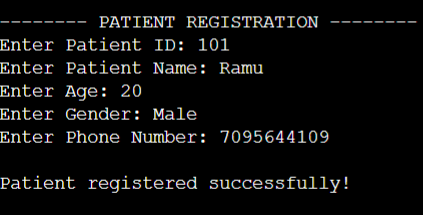 -------- PATIENT REGISTRATION --------
Enter Patient ID: 101
Enter Patient Name: Ramu
Enter Age: 20
Enter Gender: Male
Enter Phone Number: 7095644109
Patient registered successfully!